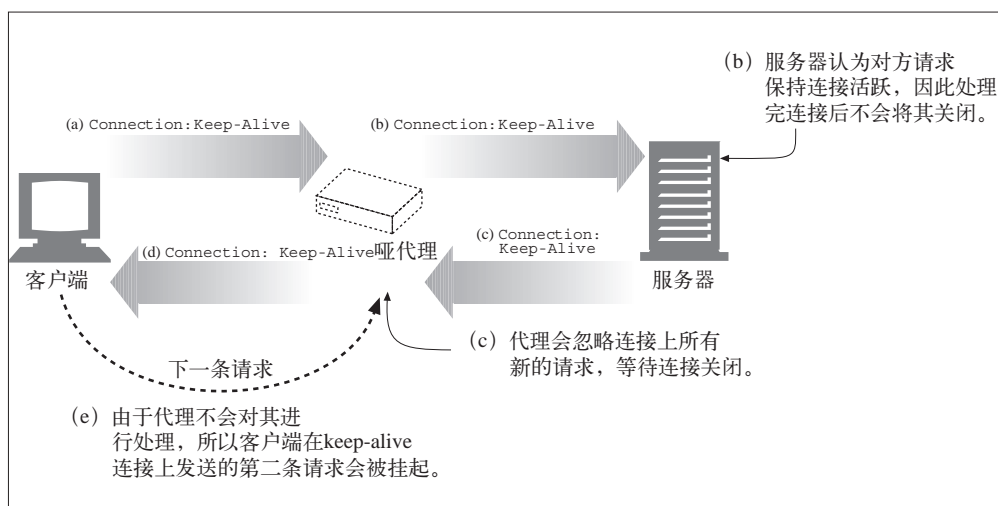 (b) 服务器认为对方请求
保持连接活跃，因此处理
完连接后不会将其关闭。
(a) Connection:Keep-Alive
(b) Connection:Keep-Alive
(c) Connection:
Keep-Alive
(d) Connection: Keep-Alive
哑代理
客户端
服务器
(c) 代理会忽略连接上所有
新的请求，等待连接关闭。
下一条请求
(e) 由于代理不会对其进
行处理，所以客户端在keep-alive
连接上发送的第二条请求会被挂起。